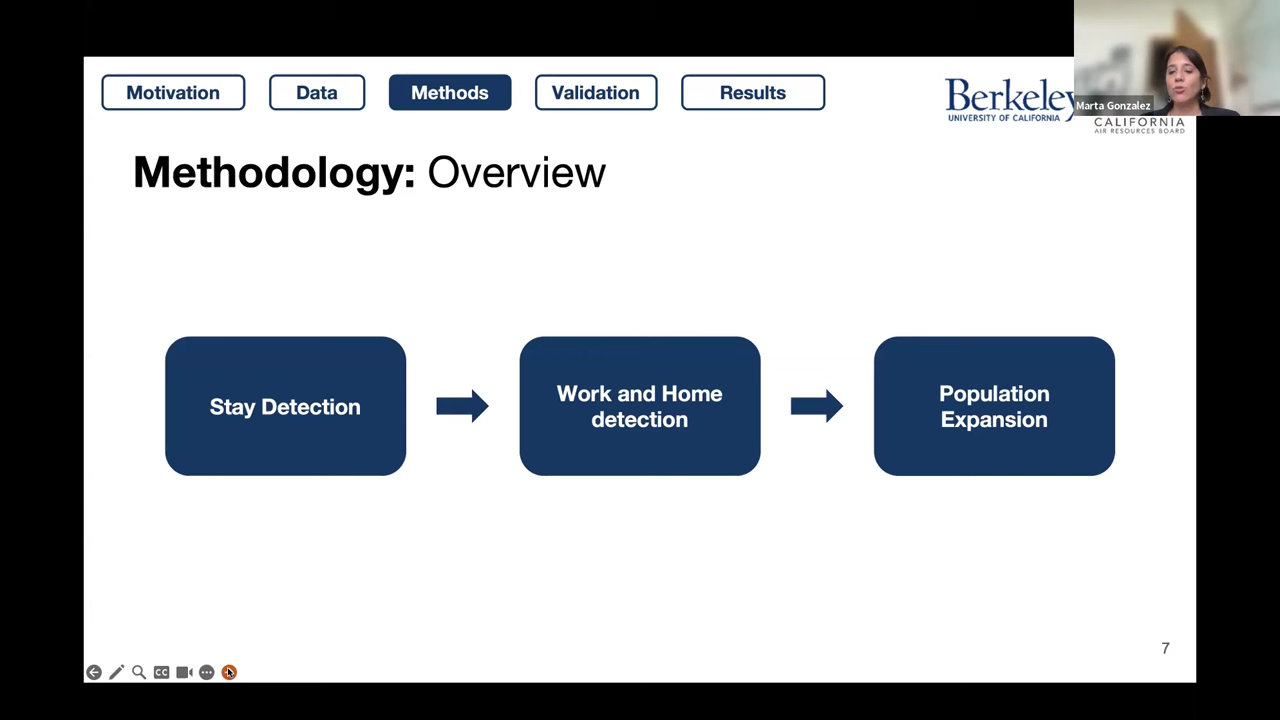 Motivation
Data
Methods
Validation
Results
Berkeley
UNIVERSITY OF CALIFORNIA
Marta Gonzalez
CALIFORNIA
AIR RESOURCES BOARD
Methodology: Overview
Stay Detection
Work and Home
detection
Population
Expansion
7
CC